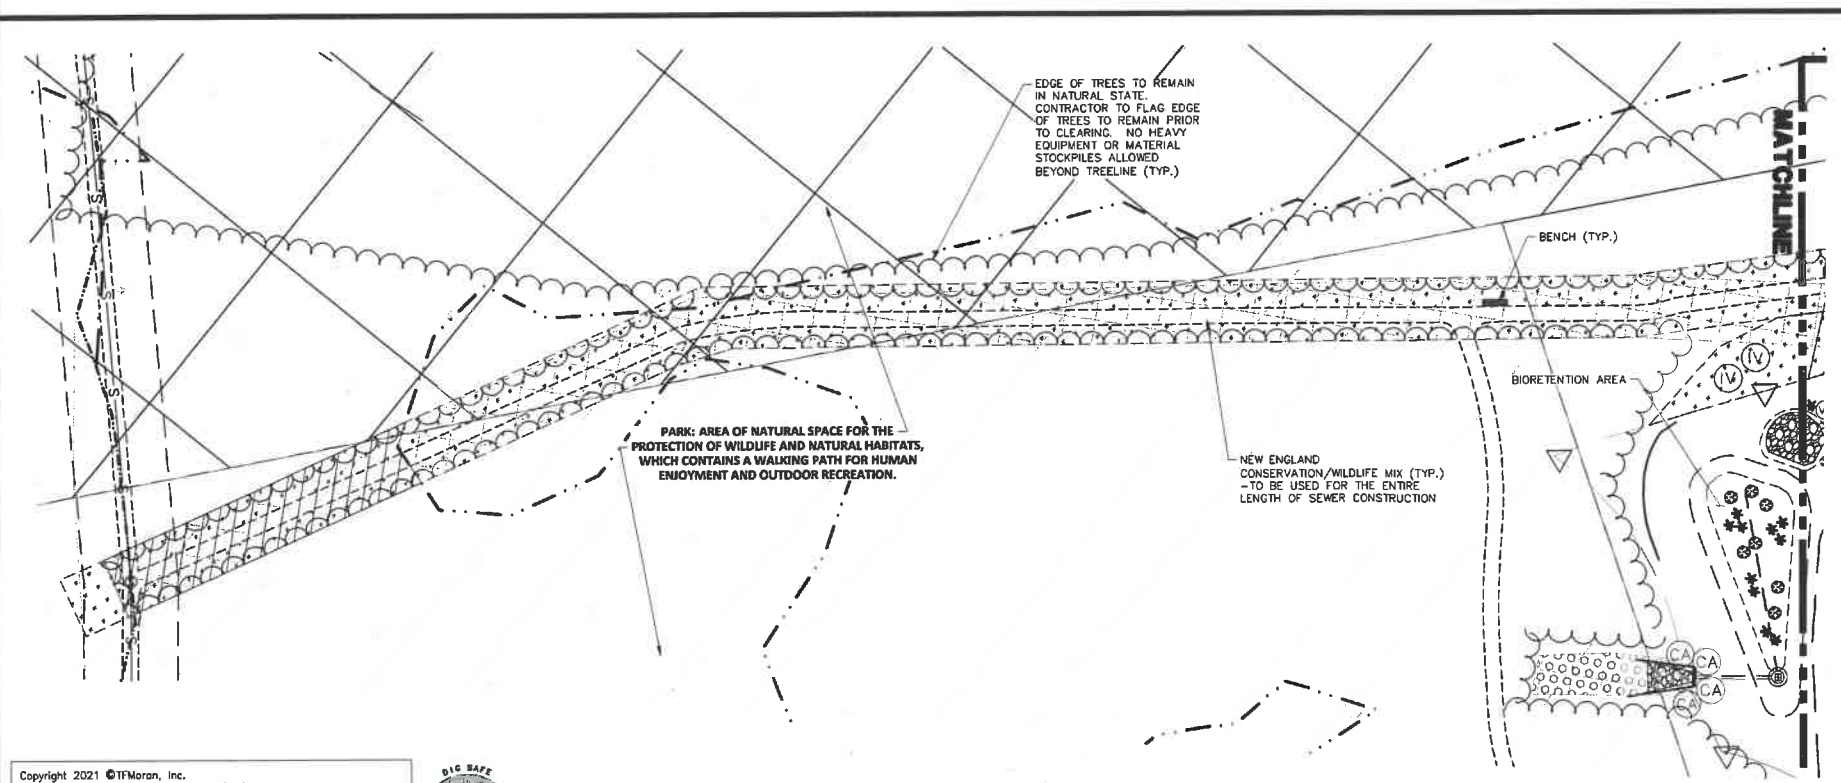 EDGE OF TREES TO REMAIN
IN NATURAL STATE.
CONTRACTOR TO FLAG EDGE
OF TREES TO REMAIN PRIOR
TO CLEARING. NO HEAVY
EQUIPMENT OR MATERIAL
STOCKPILES ALLOWED
BEYOND TREELINE (TYP.)
MATCHLINE
BENCH (TYP.)
BIORETENTION AREA
IV
IV
PARK: AREA OF NATURAL SPACE FOR THE
PROTECTION OF WILDLIFE AND NATURAL HABITATS,
WHICH CONTAINS A WALKING PATH FOR HUMAN
ENJOYMENT AND OUTDOOR RECREATION.
NEW ENGLAND
CONSERVATION/WILDLIFE MIX (TYP.)
-TO BE USED FOR THE ENTIRE
LENGTH OF SEWER CONSTRUCTION
S
S
S
S
S
CA
CA
CA
CA
Copyright 2021 ©TFMoran, Inc.
DIG SAFE